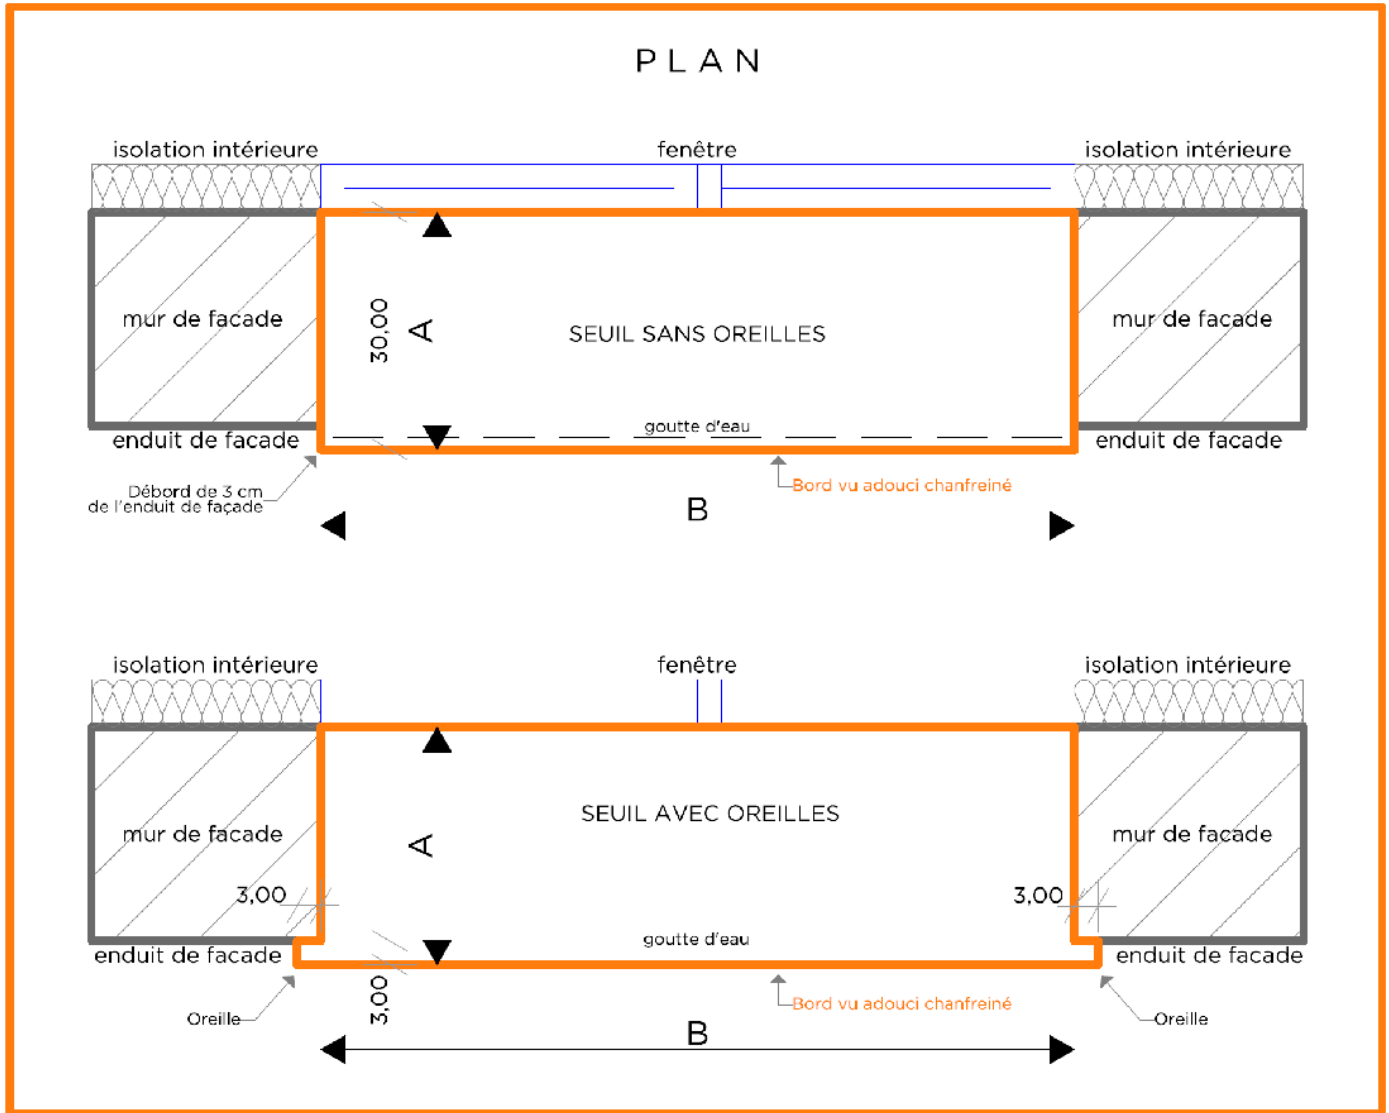 PLAN
isolation intérieure
fenêtre
isolation intérieure
mur de facade
30,00
A
SEUIL SANS OREILLES
mur de facade
goutte d'eau
enduit de facade
enduit de facade
Débord de 3 cm
de l'enduit de façade
Bord vu adouci chanfreiné
B
isolation intérieure
fenêtre
isolation intérieure
mur de facade
A
SEUIL AVEC OREILLES
mur de facade
3,00
3,00
goutte d'eau
enduit de facade
enduit de facade
3,00
Oreille
Bord vu adouci chanfreiné
Oreille
B